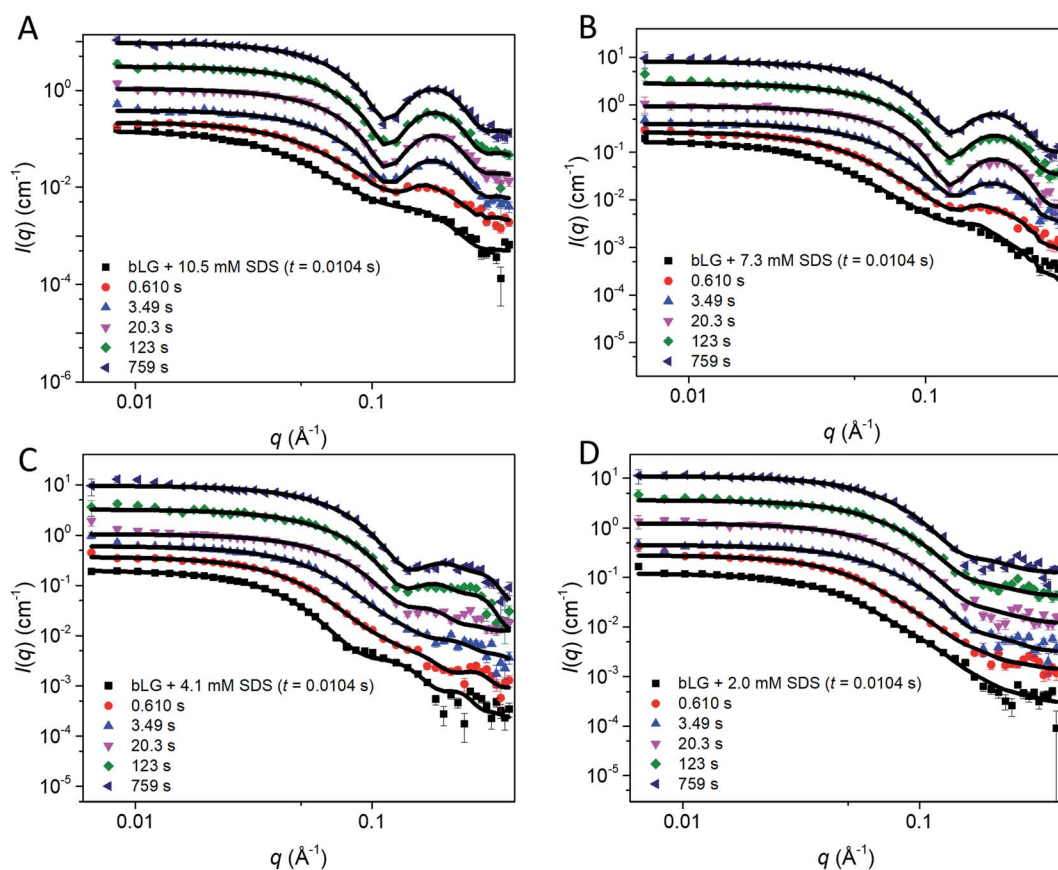 A
I(q) (cm⁻¹)
10⁰
10⁻²
10⁻⁴
10⁻⁶
bLG + 10.5 mM SDS (t = 0.0104 s)
0.610 s
3.49 s
20.3 s
123 s
759 s
0.01
0.1
q (Å⁻¹)
B
I(q) (cm⁻¹)
10¹
10⁰
10⁻¹
10⁻²
10⁻³
10⁻⁴
10⁻⁵
bLG + 7.3 mM SDS (t = 0.0104 s)
0.610 s
3.49 s
20.3 s
123 s
759 s
0.01
0.1
q (Å⁻¹)
C
I(q) (cm⁻¹)
10¹
10⁰
10⁻¹
10⁻²
10⁻³
10⁻⁴
10⁻⁵
bLG + 4.1 mM SDS (t = 0.0104 s)
0.610 s
3.49 s
20.3 s
123 s
759 s
0.01
0.1
q (Å⁻¹)
D
I(q) (cm⁻¹)
10¹
10⁰
10⁻¹
10⁻²
10⁻³
10⁻⁴
10⁻⁵
bLG + 2.0 mM SDS (t = 0.0104 s)
0.610 s
3.49 s
20.3 s
123 s
759 s
0.01
0.1
q (Å⁻¹)